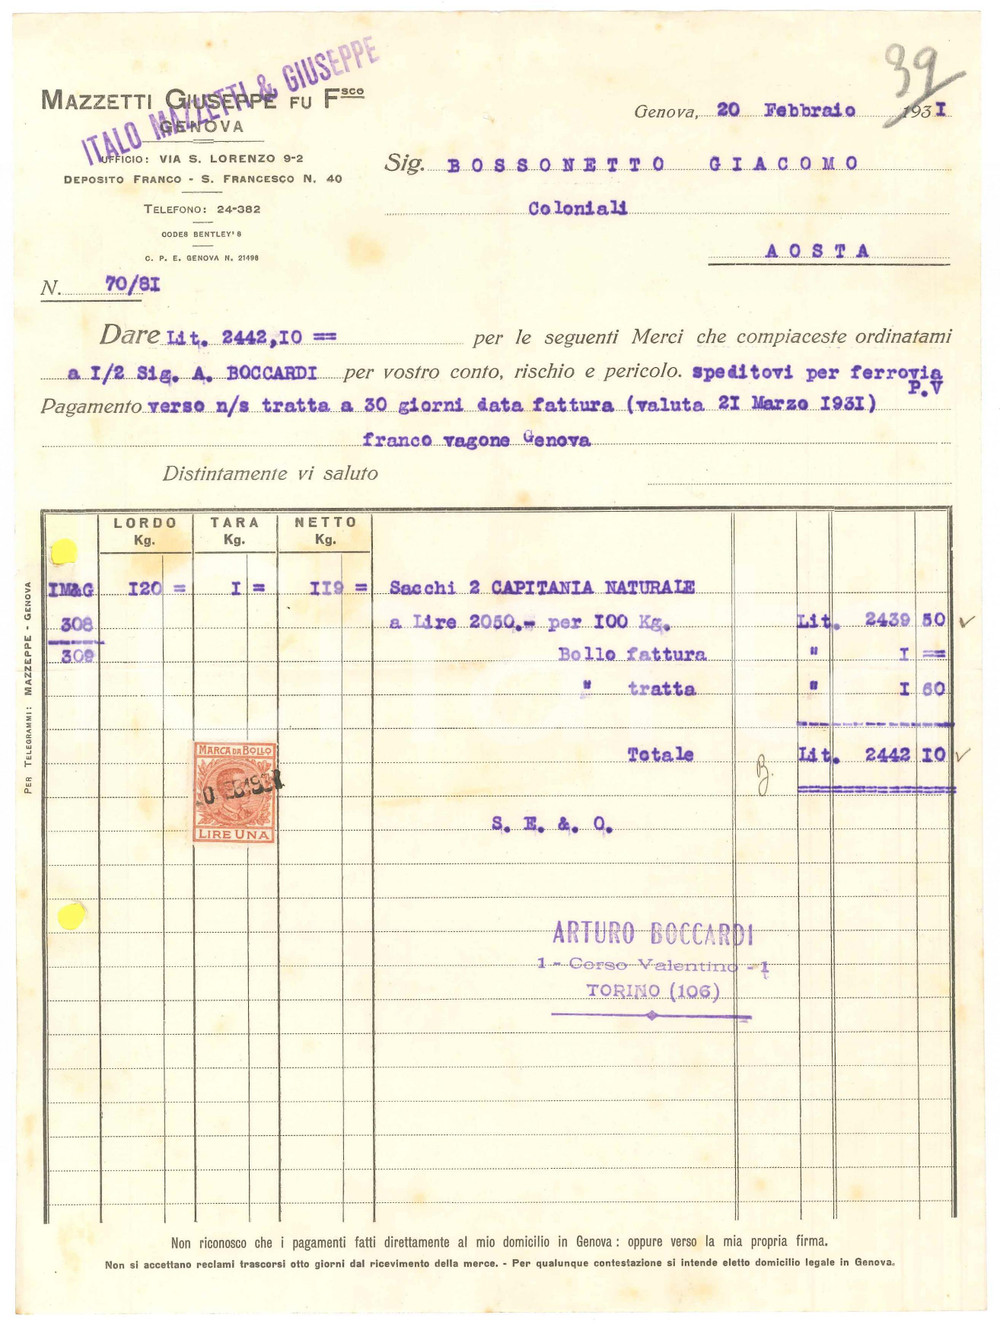 39
MAZZETTI GIUSEPPE FU Fsco
GENOVA
ITALO MAZZETTI & GIUSEPPE
UFFICIO: VIA S. LORENZO 9-2
DEPOSITO FRANCO - S. FRANCESCO N. 40
TELEFONO: 24-382
CODES BENTLEY'S
C. P. E. GENOVA N. 21498
Genova, 20 Febbraio 1931
Sig. BOSSONETTO GIACOMO
Coloniali
AOSTA
N. 70/81
Dare Lit. 2442,10 == per le seguenti Merci che compiaceste ordinatami
a I/2 Sig. A. BOCCARDI per vostro conto, rischio e pericolo. speditovi per ferrovia
P.V
Pagamento verso n/s tratta a 30 giorni data fattura (valuta 21 Marzo 1931)
franco vagone Genova
Distintamente vi saluto
LORDO Kg. TARA Kg. NETTO Kg.
IM&G 120 = I = 119 = Sacchi 2 CAPITANIA NATURALE
308 a Lire 2050.- per 100 Kg. Lit. 2439 50
309 Bollo fattura " I ==
" tratta " I 60
Totale Lit. 2442 10
B.
MARCA DA BOLLO
LIRE UNA
S. E. & O.
ARTURO BOCCARDI
1 - Corso Valentino - 1
TORINO (106)
PER TELEGRAMMI: MAZZEPPE - GENOVA
Non riconosco che i pagamenti fatti direttamente al mio domicilio in Genova : oppure verso la mia propria firma.
Non si accettano reclami trascorsi otto giorni dal ricevimento della merce. - Per qualunque contestazione si intende eletto domicilio legale in Genova.